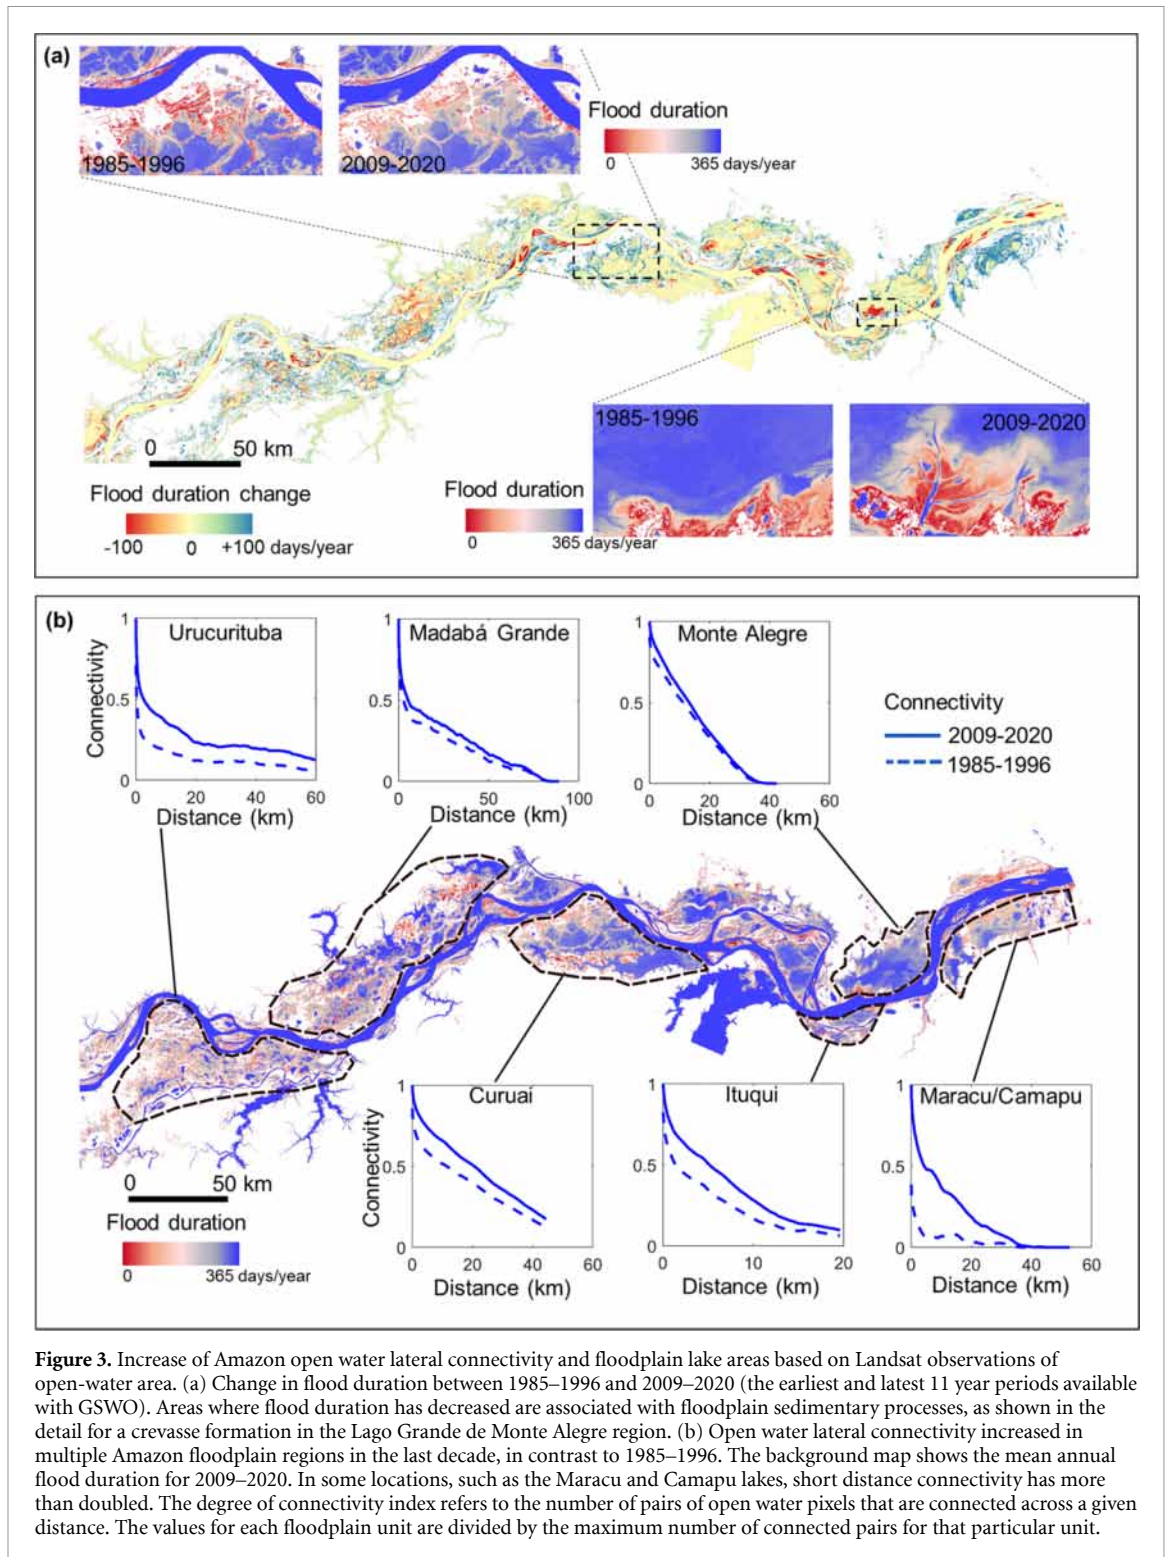 (a)
1985-1996
2009-2020
Flood duration
0 365 days/year
1985-1996
2009-2020
0 50 km
Flood duration change
-100 0 +100 days/year
Flood duration
0 365 days/year
(b)
Connectivity
1
0.5
0
0 20 40 60
Urucurituba
Distance (km)
1
0.5
0
0 50 100
Madabá Grande
Distance (km)
1
0.5
0
0 20 40 60
Monte Alegre
Distance (km)
Connectivity
2009-2020
1985-1996
0 50 km
Flood duration
0 365 days/year
Connectivity
1
0.5
0
0 20 40 60
Curuai
Distance (km)
1
0.5
0
0 10 20
Ituqui
Distance (km)
1
0.5
0
0 20 40 60
Maracu/Camapu
Distance (km)
Figure 3. Increase of Amazon open water lateral connectivity and floodplain lake areas based on Landsat observations of
open-water area. (a) Change in flood duration between 1985–1996 and 2009–2020 (the earliest and latest 11 year periods available
with GSWO). Areas where flood duration has decreased are associated with floodplain sedimentary processes, as shown in the
detail for a crevasse formation in the Lago Grande de Monte Alegre region. (b) Open water lateral connectivity increased in
multiple Amazon floodplain regions in the last decade, in contrast to 1985–1996. The background map shows the mean annual
flood duration for 2009–2020. In some locations, such as the Maracu and Camapu lakes, short distance connectivity has more
than doubled. The degree of connectivity index refers to the number of pairs of open water pixels that are connected across a given
distance. The values for each floodplain unit are divided by the maximum number of connected pairs for that particular unit.